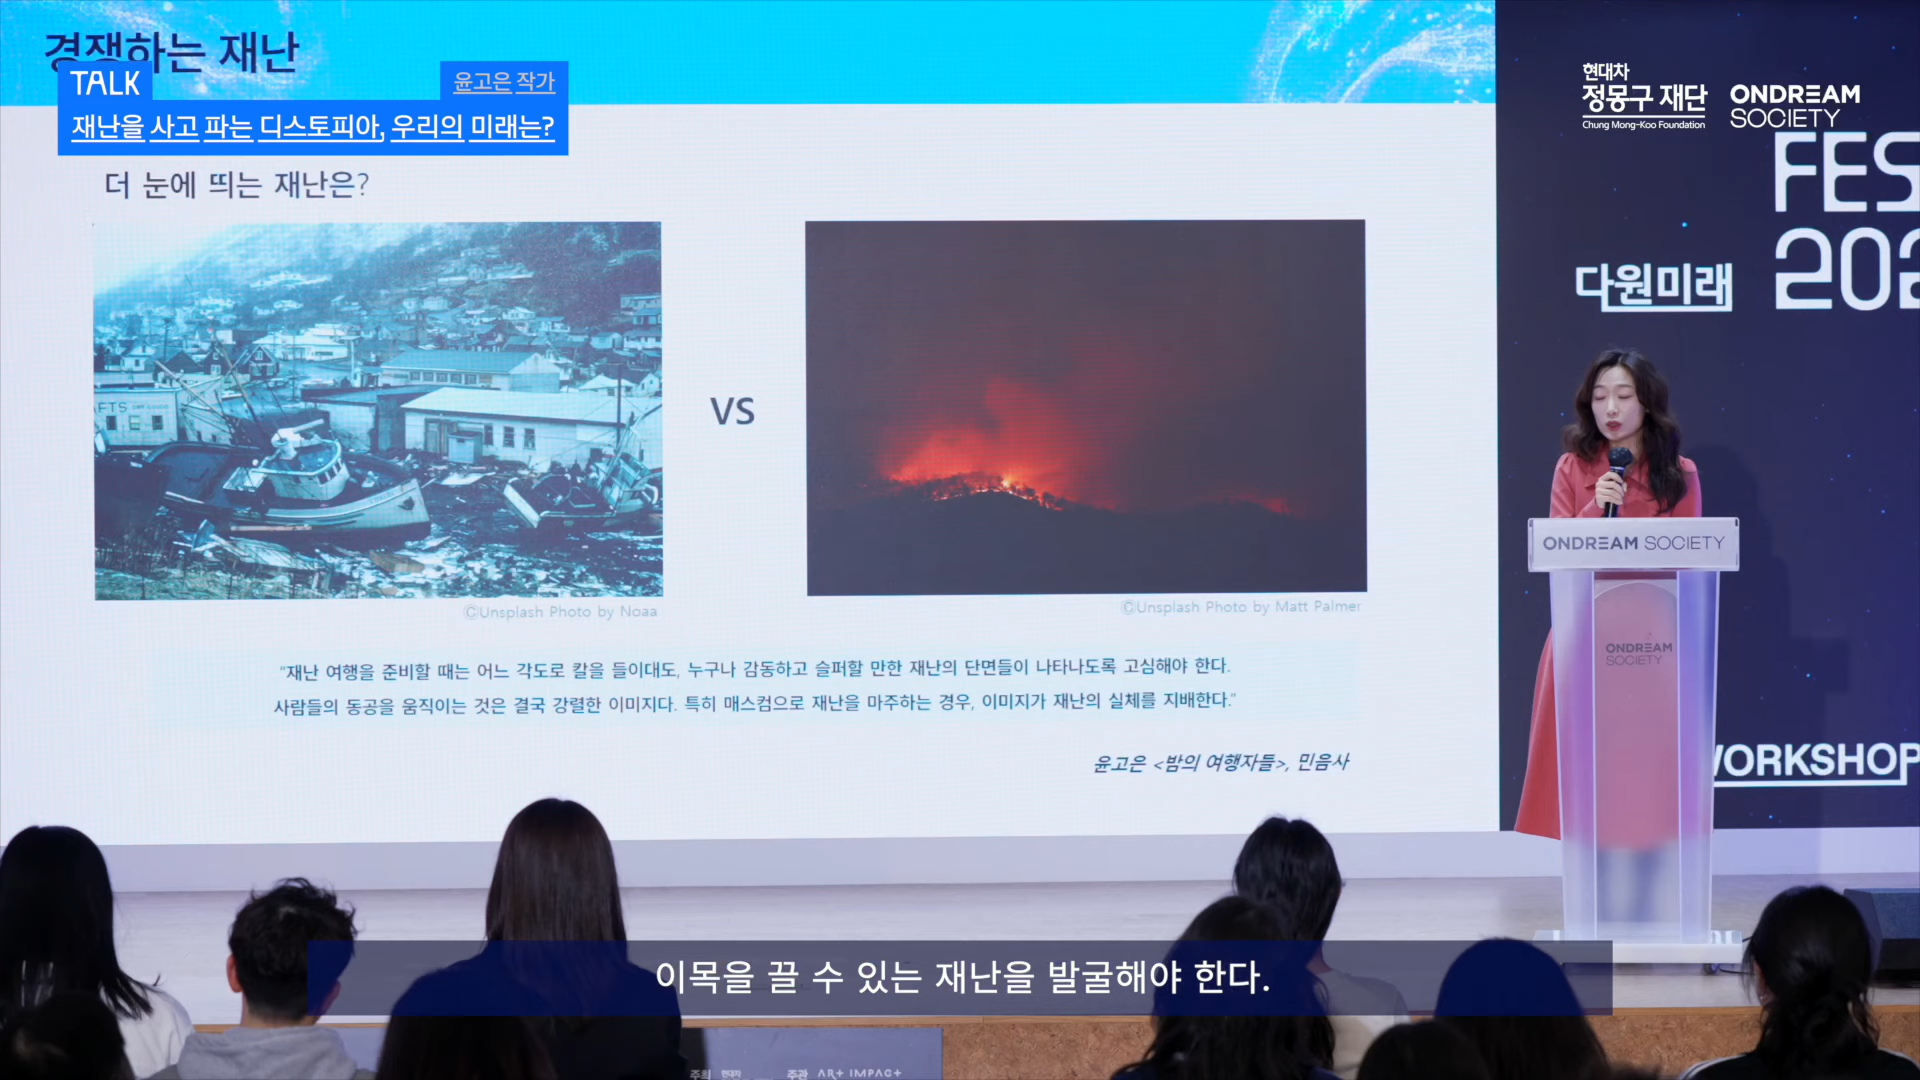 경쟁하는 재난
TALK
윤고은 작가
재난을 사고 파는 디스토피아, 우리의 미래는?
더 눈에 띄는 재난은?
FTS
VS
ⒸUnsplash Photo by Noaa
ⒸUnsplash Photo by Matt Palmer
“재난 여행을 준비할 때는 어느 각도로 칼을 들이대도, 누구나 감동하고 슬퍼할 만한 재난의 단면들이 나타나도록 고심해야 한다.
사람들의 동공을 움직이는 것은 결국 강렬한 이미지다. 특히 매스컴으로 재난을 마주하는 경우, 이미지가 재난의 실체를 지배한다.”
윤고은 <밤의 여행자들>, 민음사
현대차
정몽구 재단
Chung Mong-Koo Foundation
ONDREAM
SOCIETY
FES
202
다원미래
ONDREAM SOCIETY
ONDREAM
SOCIETY
WORKSHOP
이목을 끌 수 있는 재난을 발굴해야 한다.
주최
주관 ART IMPACT